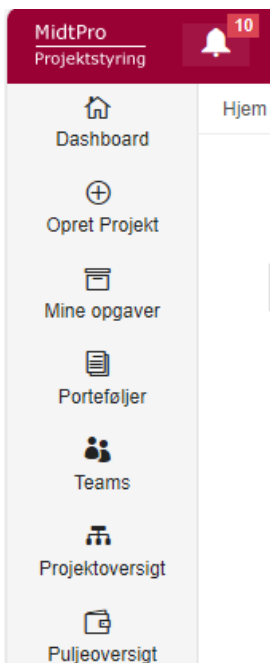 MidtPro
Projektstyring
10
Hjem
Dashboard
Opret Projekt
Mine opgaver
Porteføljer
Teams
Projektoversigt
Puljeoversigt